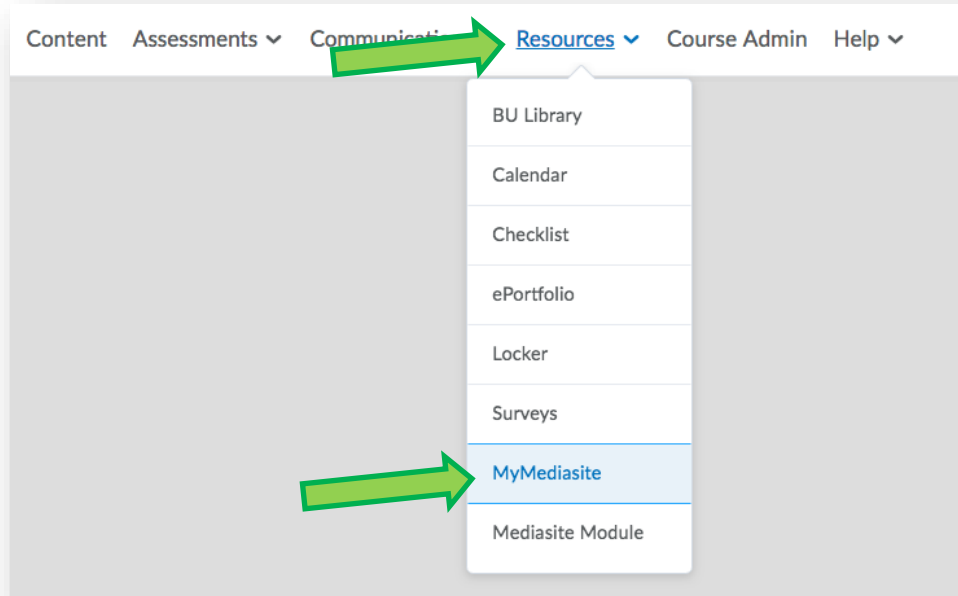 Content Assessments Resources Course Admin Help
BU Library
Calendar
Checklist
ePortfolio
Locker
Surveys
MyMediasite
Mediasite Module